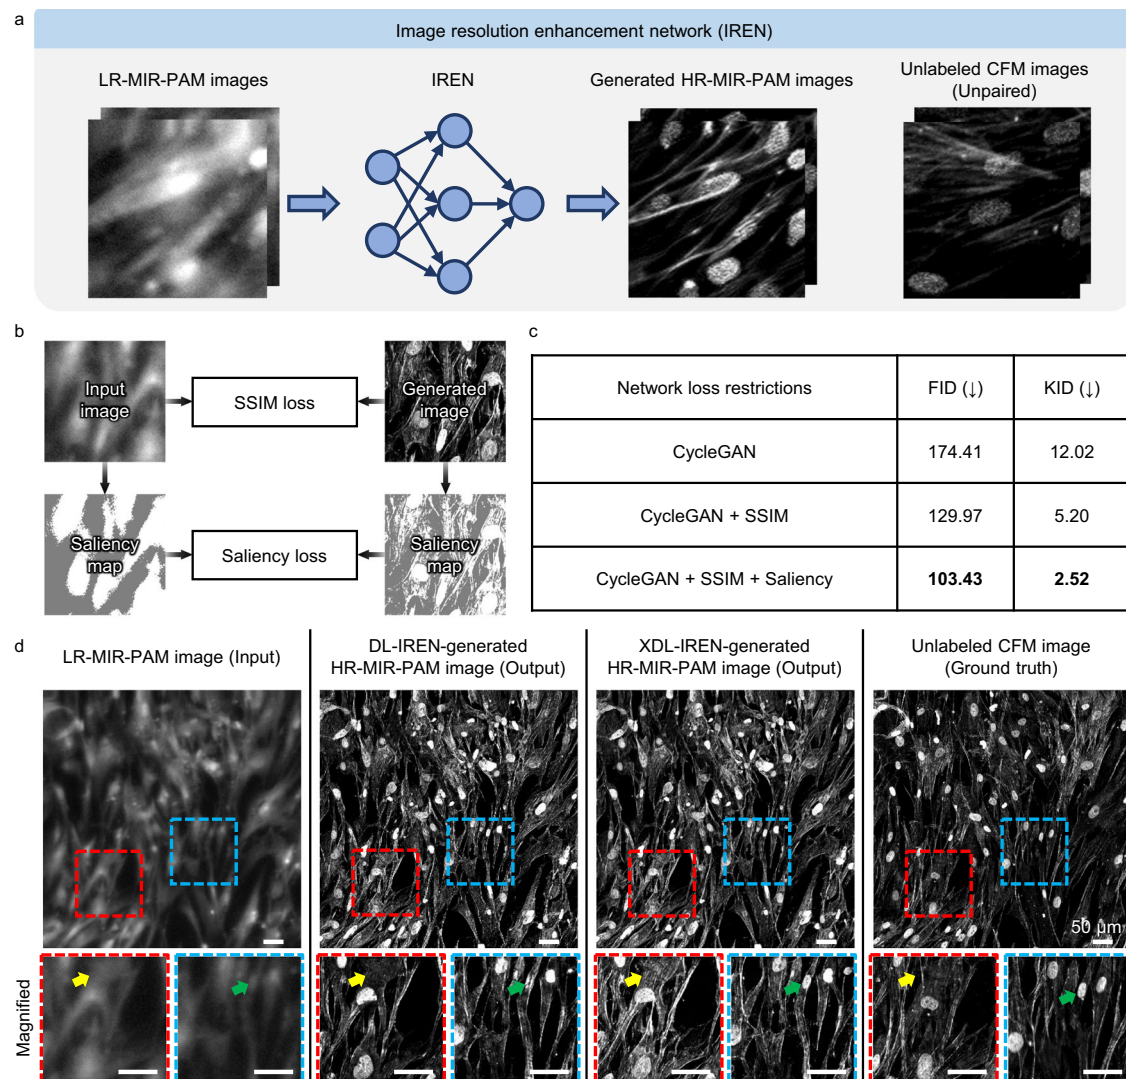 a
Image resolution enhancement network (IREN)
LR-MIR-PAM images
IREN
Generated HR-MIR-PAM images
Unlabeled CFM images
(Unpaired)
b
Input
image
SSIM loss
Generated
image
Saliency
map
Saliency loss
Saliency
map
c
Network loss restrictions
FID (↓)
KID (↓)
CycleGAN
174.41
12.02
CycleGAN + SSIM
129.97
5.20
CycleGAN + SSIM + Saliency
103.43
2.52
d
LR-MIR-PAM image (Input)
DL-IREN-generated
HR-MIR-PAM image (Output)
XDL-IREN-generated
HR-MIR-PAM image (Output)
Unlabeled CFM image
(Ground truth)
50 µm
Magnified